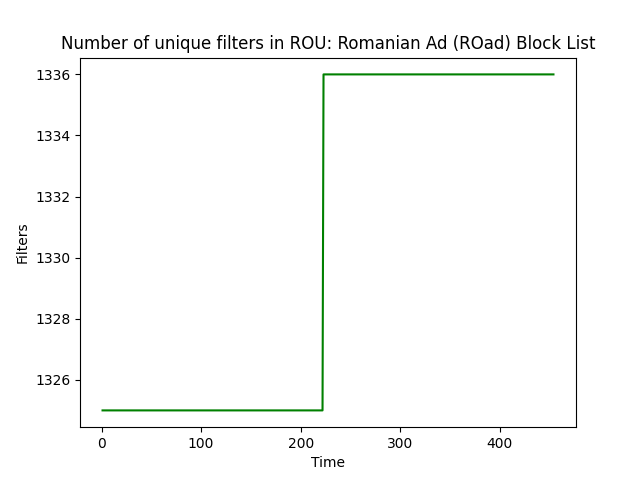 Number of unique filters in ROU: Romanian Ad (ROad) Block List
1336
1334
1332
1330
1328
1326
Filters
0 100 200 300 400
Time